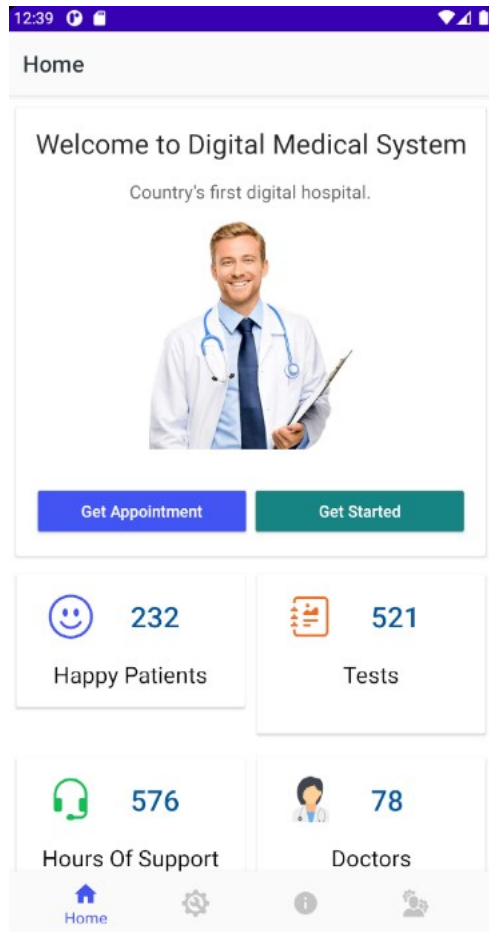 12:39
Home
Welcome to Digital Medical System
Country's first digital hospital.
Get Appointment
Get Started
232
Happy Patients
521
Tests
576
Hours Of Support
78
Doctors
Home